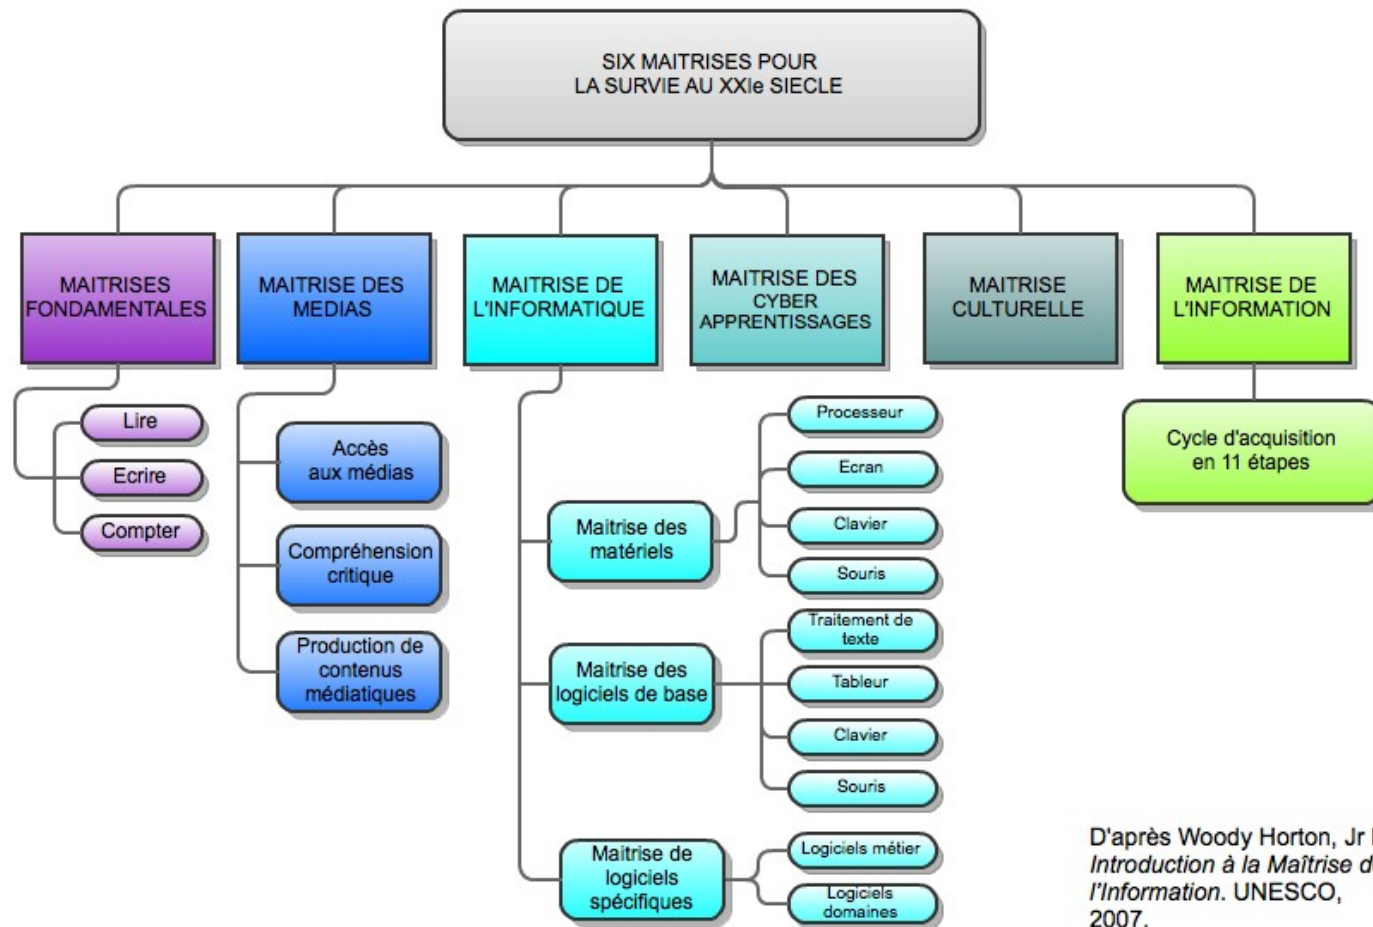 SIX MAITRISES POUR
LA SURVIE AU XXIe SIECLE
MAITRISES
FONDAMENTALES
MAITRISE DES
MEDIAS
MAITRISE DE
L'INFORMATIQUE
MAITRISE DES
CYBER
APPRENTISSAGES
MAITRISE
CULTURELLE
MAITRISE DE
L'INFORMATION
Lire
Ecrire
Compter
Accès
aux médias
Compréhension
critique
Production de
contenus
médiatiques
Maitrise des
matériels
Processeur
Ecran
Clavier
Souris
Maitrise des
logiciels de base
Traitement de
texte
Tableur
Clavier
Souris
Maitrise de
logiciels
spécifiques
Logiciels métier
Logiciels
domaines
Cycle d'acquisition
en 11 étapes
D'après Woody Horton, Jr
Introduction à la Maîtrise
l'Information. UNESCO,
2007.